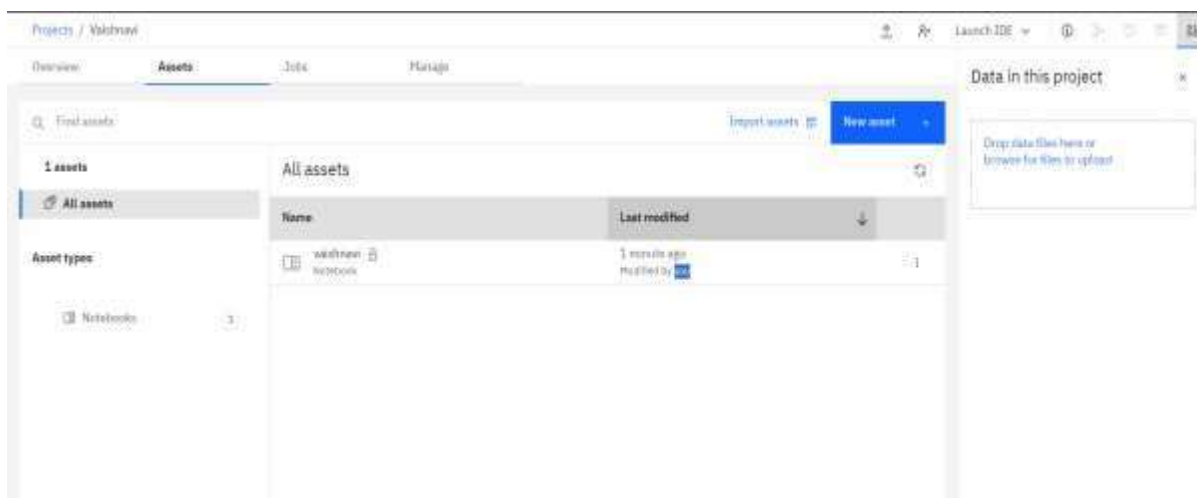 Projects / Vaishnavi
Launch IDE
Overview Assets Jobs Manage
Data in this project
Find assets
Import assets
New asset +
Drop data files here or
browse for files to upload
1 assets
All assets
All assets
Name Last modified
Asset types
vaishnavi
Notebook
1 minute ago
Modified by you
Notebooks 1